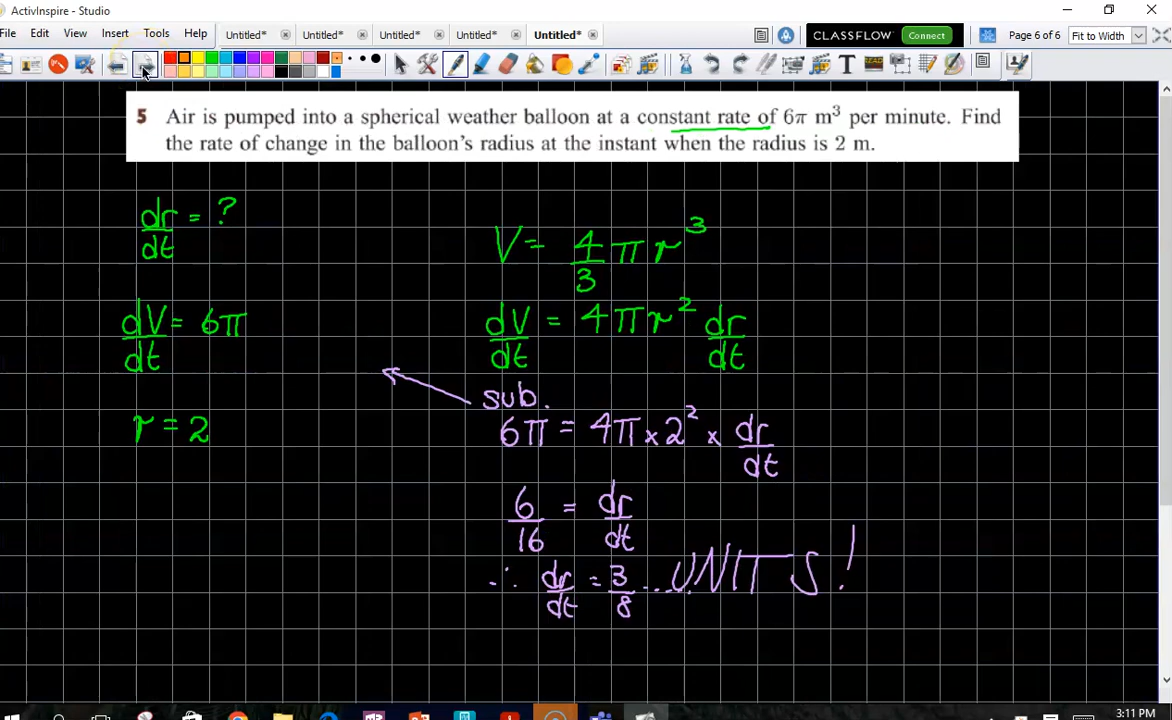 ActivInspire - Studio
File Edit View Insert Tools Help
Untitled* Untitled* Untitled* Untitled* Untitled*
CLASSFLOW Connect
Page 6 of 6
Fit to Width
5 Air is pumped into a spherical weather balloon at a constant rate of 6π m³ per minute. Find
the rate of change in the balloon's radius at the instant when the radius is 2 m.
dr/dt = ?
dV/dt = 6π
r = 2
V = 4/3 π r³
dV/dt = 4πr² dr/dt
sub.
6π = 4π × 2² × dr/dt
6/16 = dr/dt
∴ dr/dt = 3/8 ... UNITS!
3:11 PM